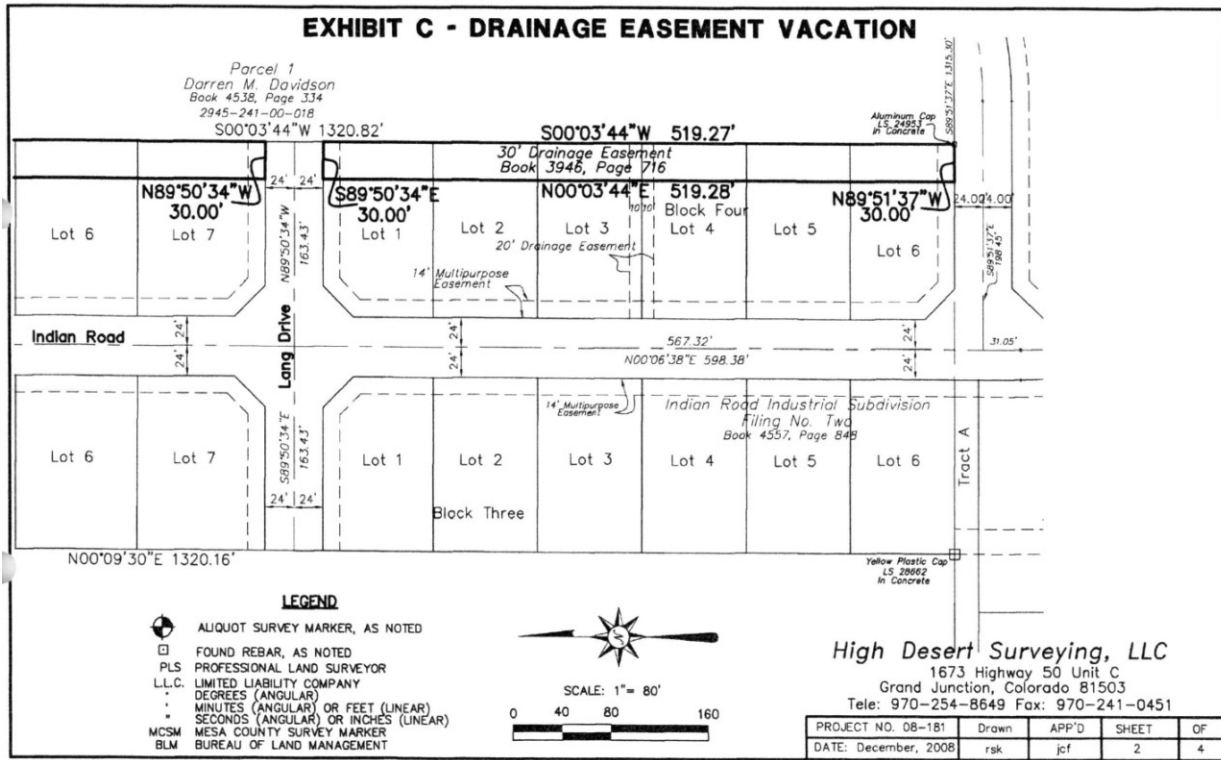 EXHIBIT C - DRAINAGE EASEMENT VACATION
Parcel 1
Darren M. Davidson
Book 4538, Page 334
2945-241-00-018
S00°03'44"W 1320.82'
S00°03'44"W 519.27'
30' Drainage Easement
Book 3946, Page 716
N00°03'44"E 519.28'
Aluminum Cap
LS 24953
In Concrete
S89°51'37"E 1315.30'
N89°50'34"W
30.00'
24' 24'
S89°50'34"E
30.00'
N89°51'37"W
30.00'
24.00' 24.00'
S89°51'37"E
198.45'
10' 10'
Block Four
Lot 6
Lot 7
N89°50'34"W
163.43'
Lot 1
Lot 2
Lot 3
Lot 4
Lot 5
Lot 6
20' Drainage Easement
14' Multipurpose
Easement
Indian Road
24'
24'
Lang Drive
24'
24'
567.32'
N00°06'38"E 598.38'
24'
24'
31.05'
14' Multipurpose
Easement
Indian Road Industrial Subdivision
Filing No. Two
Book 4557, Page 848
Lot 6
Lot 7
S89°50'34"E
163.43'
Lot 1
Lot 2
Lot 3
Lot 4
Lot 5
Lot 6
Tract A
24' 24'
Block Three
N00°09'30"E 1320.16'
Yellow Plastic Cap
LS 28662
In Concrete
LEGEND
ALIQUOT SURVEY MARKER, AS NOTED
FOUND REBAR, AS NOTED
PLS PROFESSIONAL LAND SURVEYOR
L.L.C. LIMITED LIABILITY COMPANY
° DEGREES (ANGULAR)
' MINUTES (ANGULAR) OR FEET (LINEAR)
" SECONDS (ANGULAR) OR INCHES (LINEAR)
MCSM MESA COUNTY SURVEY MARKER
BLM BUREAU OF LAND MANAGEMENT
SCALE: 1"= 80'
0 40 80 160
High Desert Surveying, LLC
1673 Highway 50 Unit C
Grand Junction, Colorado 81503
Tele: 970-254-8649 Fax: 970-241-0451
PROJECT NO. 08-181 Drawn APP'D SHEET OF
DATE: December, 2008 rsk jcf 2 4